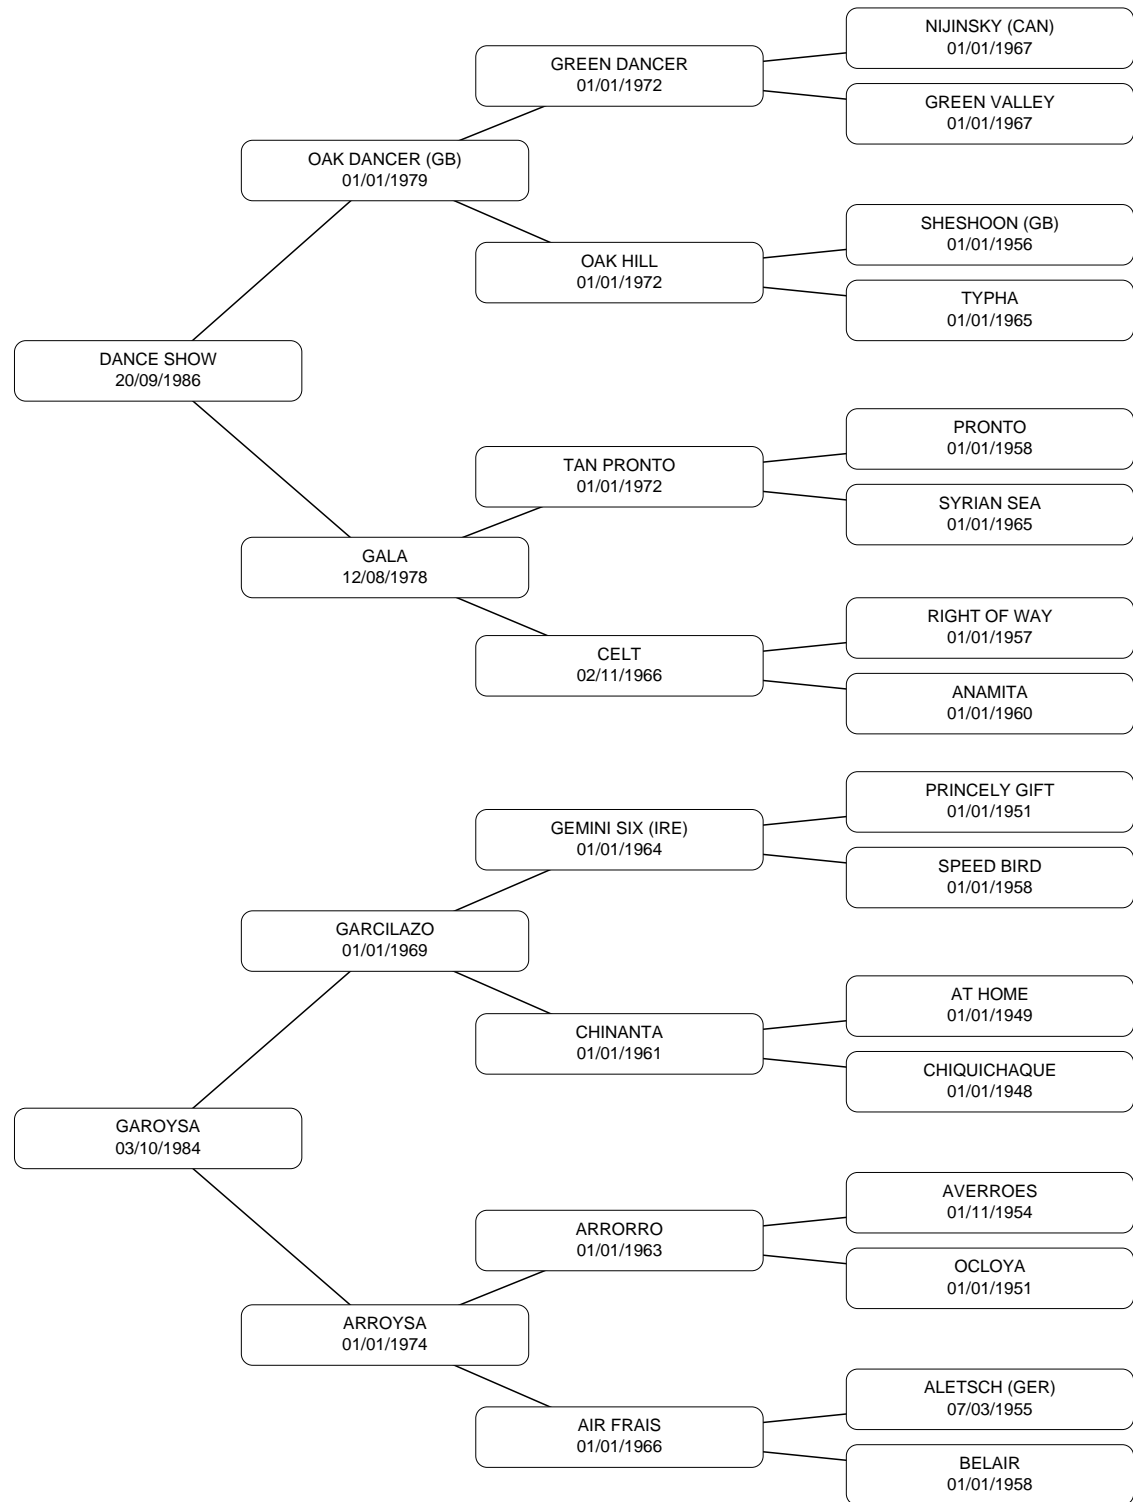 NIJINSKY (CAN)
01/01/1967
GREEN DANCER
01/01/1972
GREEN VALLEY
01/01/1967
OAK DANCER (GB)
01/01/1979
SHESHOON (GB)
01/01/1956
OAK HILL
01/01/1972
TYPHA
01/01/1965
DANCE SHOW
20/09/1986
PRONTO
01/01/1958
TAN PRONTO
01/01/1972
SYRIAN SEA
01/01/1965
GALA
12/08/1978
RIGHT OF WAY
01/01/1957
CELT
02/11/1966
ANAMITA
01/01/1960
PRINCELY GIFT
01/01/1951
GEMINI SIX (IRE)
01/01/1964
SPEED BIRD
01/01/1958
GARCILAZO
01/01/1969
AT HOME
01/01/1949
CHINANTA
01/01/1961
CHIQUICHAQUE
01/01/1948
GAROYSA
03/10/1984
AVERROES
01/11/1954
ARRORRO
01/01/1963
OCLOYA
01/01/1951
ARROYSA
01/01/1974
ALETSCH (GER)
07/03/1955
AIR FRAIS
01/01/1966
BELAIR
01/01/1958